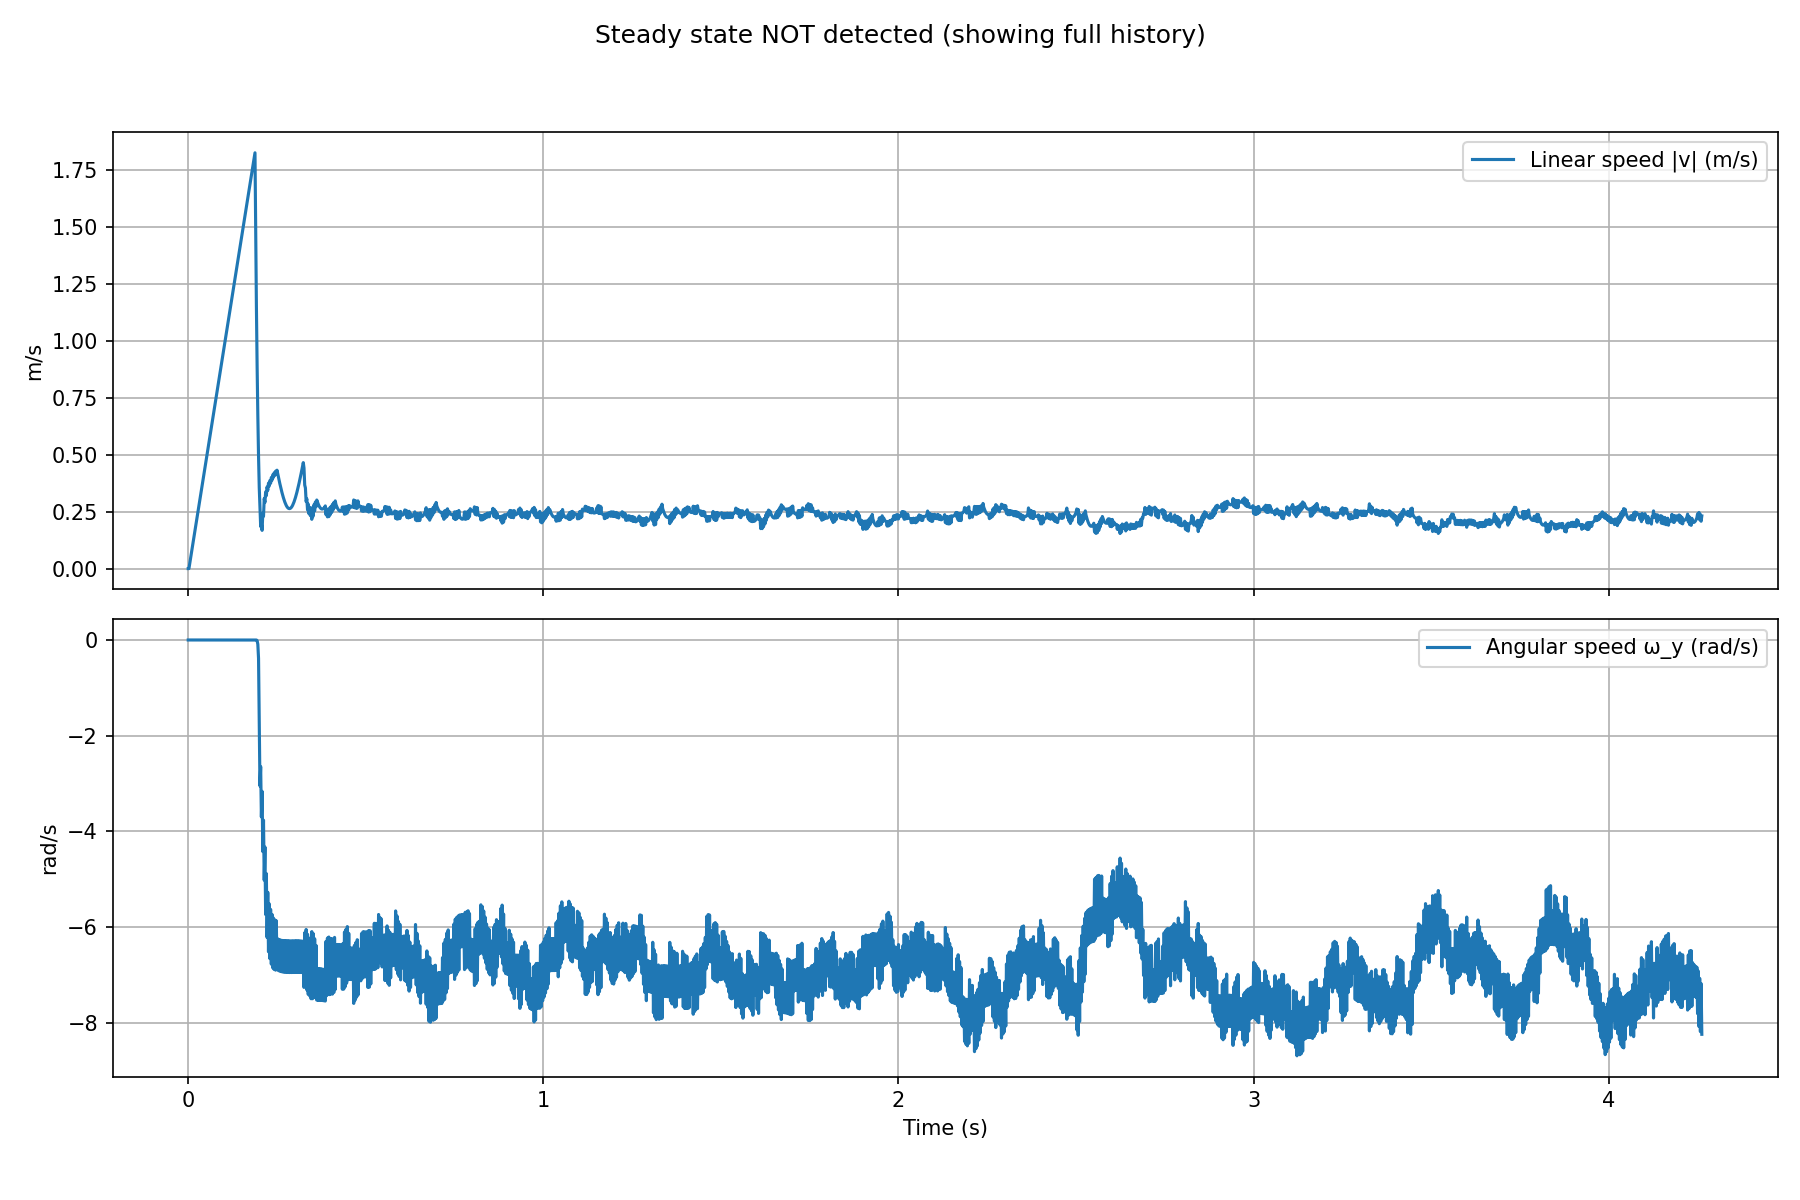 Steady state NOT detected (showing full history)
1.75
1.50
1.25
1.00
0.75
0.50
0.25
0.00
m/s
Linear speed |v| (m/s)
0
−2
−4
−6
−8
rad/s
Angular speed ω_y (rad/s)
0 1 2 3 4
Time (s)